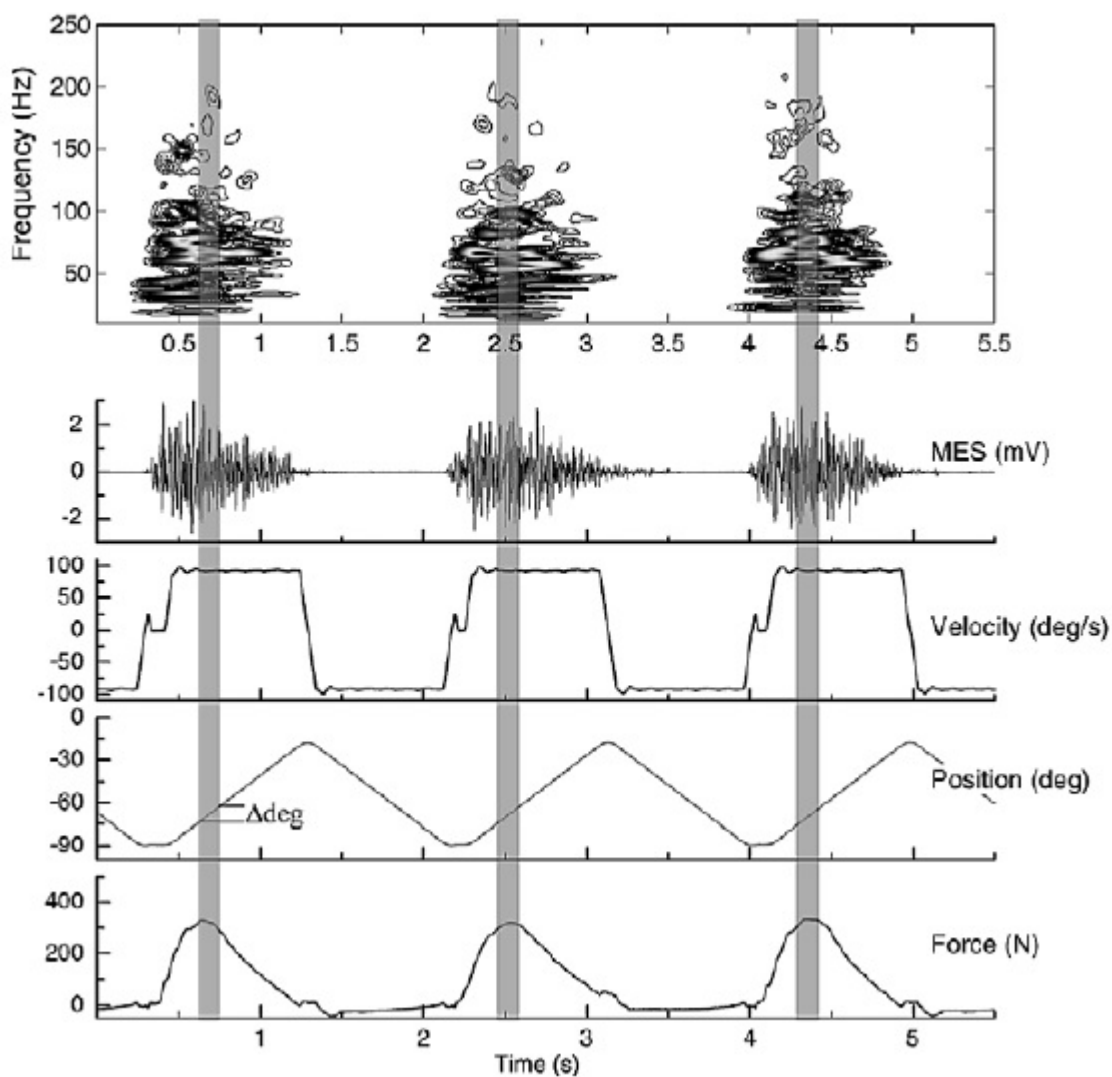 250
200
150
100
50
Frequency (Hz)
0.5 1 1.5 2 2.5 3 3.5 4 4.5 5 5.5
2
0
-2
MES (mV)
100
50
0
-50
-100
Velocity (deg/s)
0
-30
-60
-90
Δdeg
Position (deg)
400
200
0
Force (N)
1 2 3 4 5
Time (s)